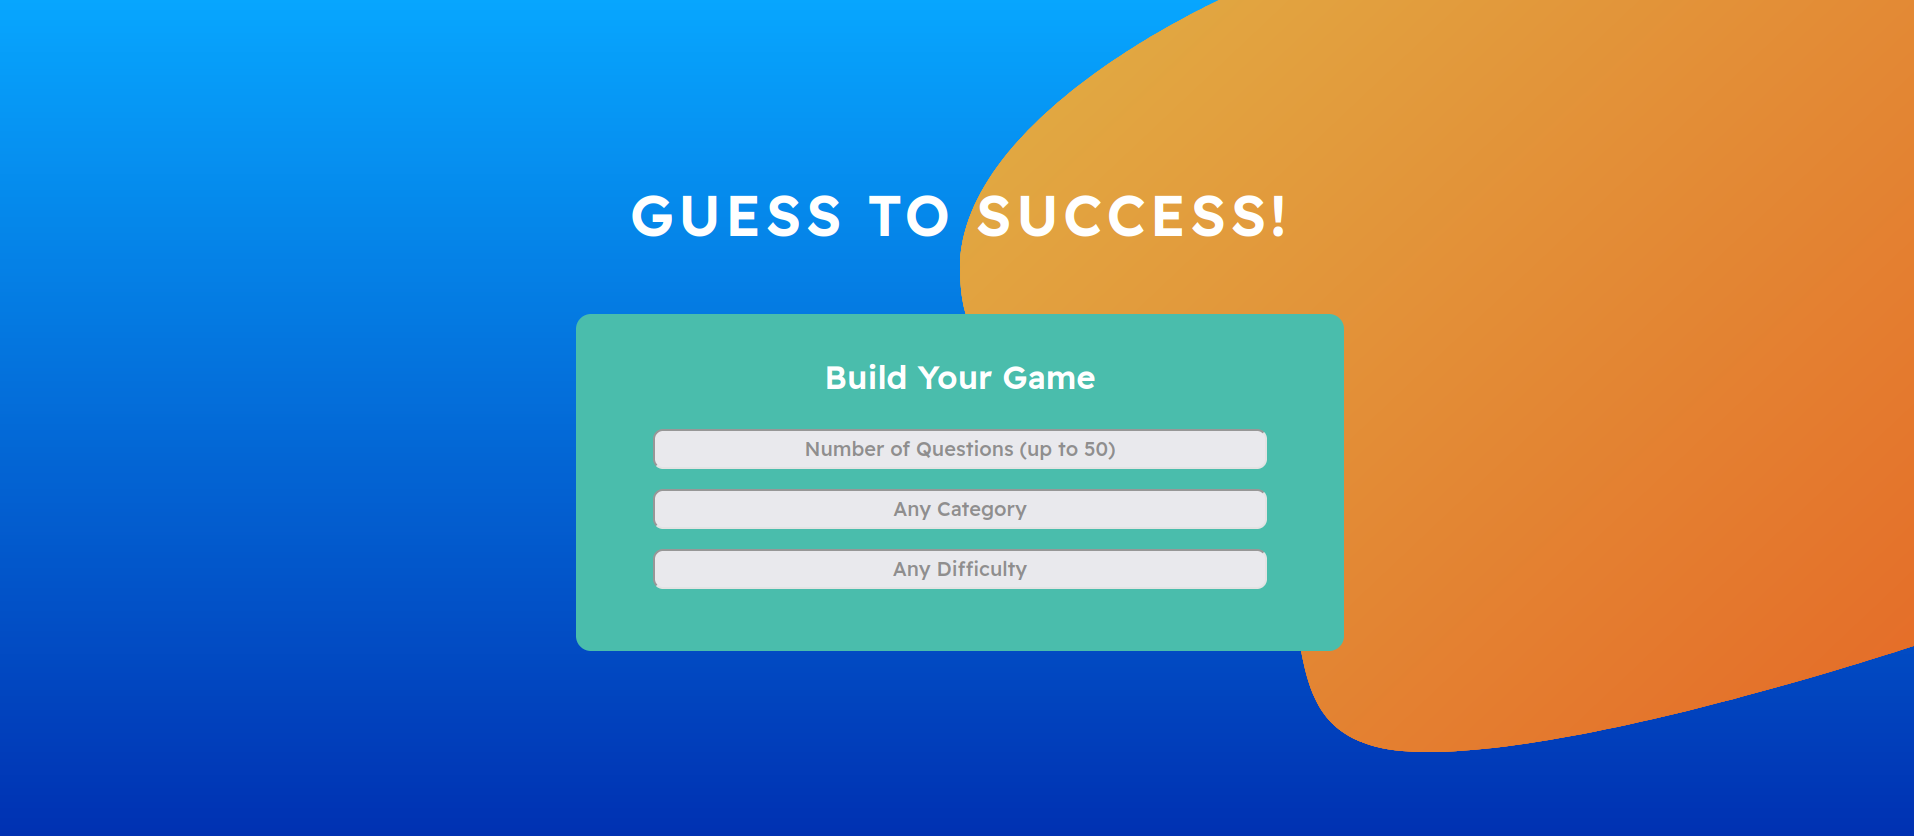 GUESS TO SUCCESS!
Build Your Game
Number of Questions (up to 50)
Any Category
Any Difficulty